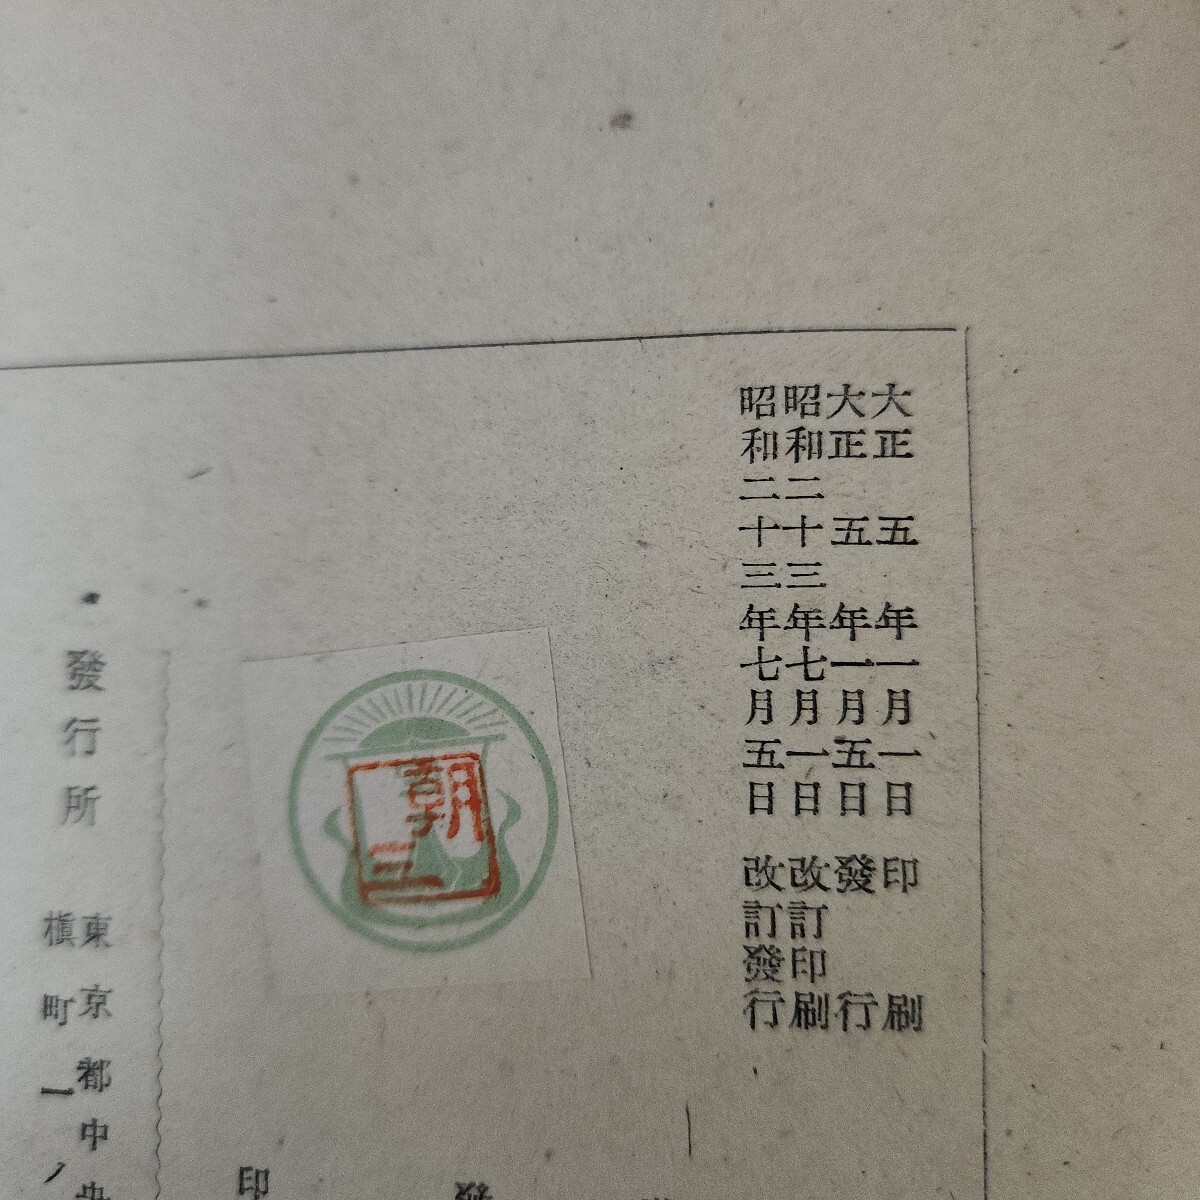 大正五年一月一日印刷
大正五年一月五日發行
昭和二十三年七月一日改訂印刷
昭和二十三年七月五日改訂發行
朝
三
發行所
東京都中央
槇町一ノ
印
發